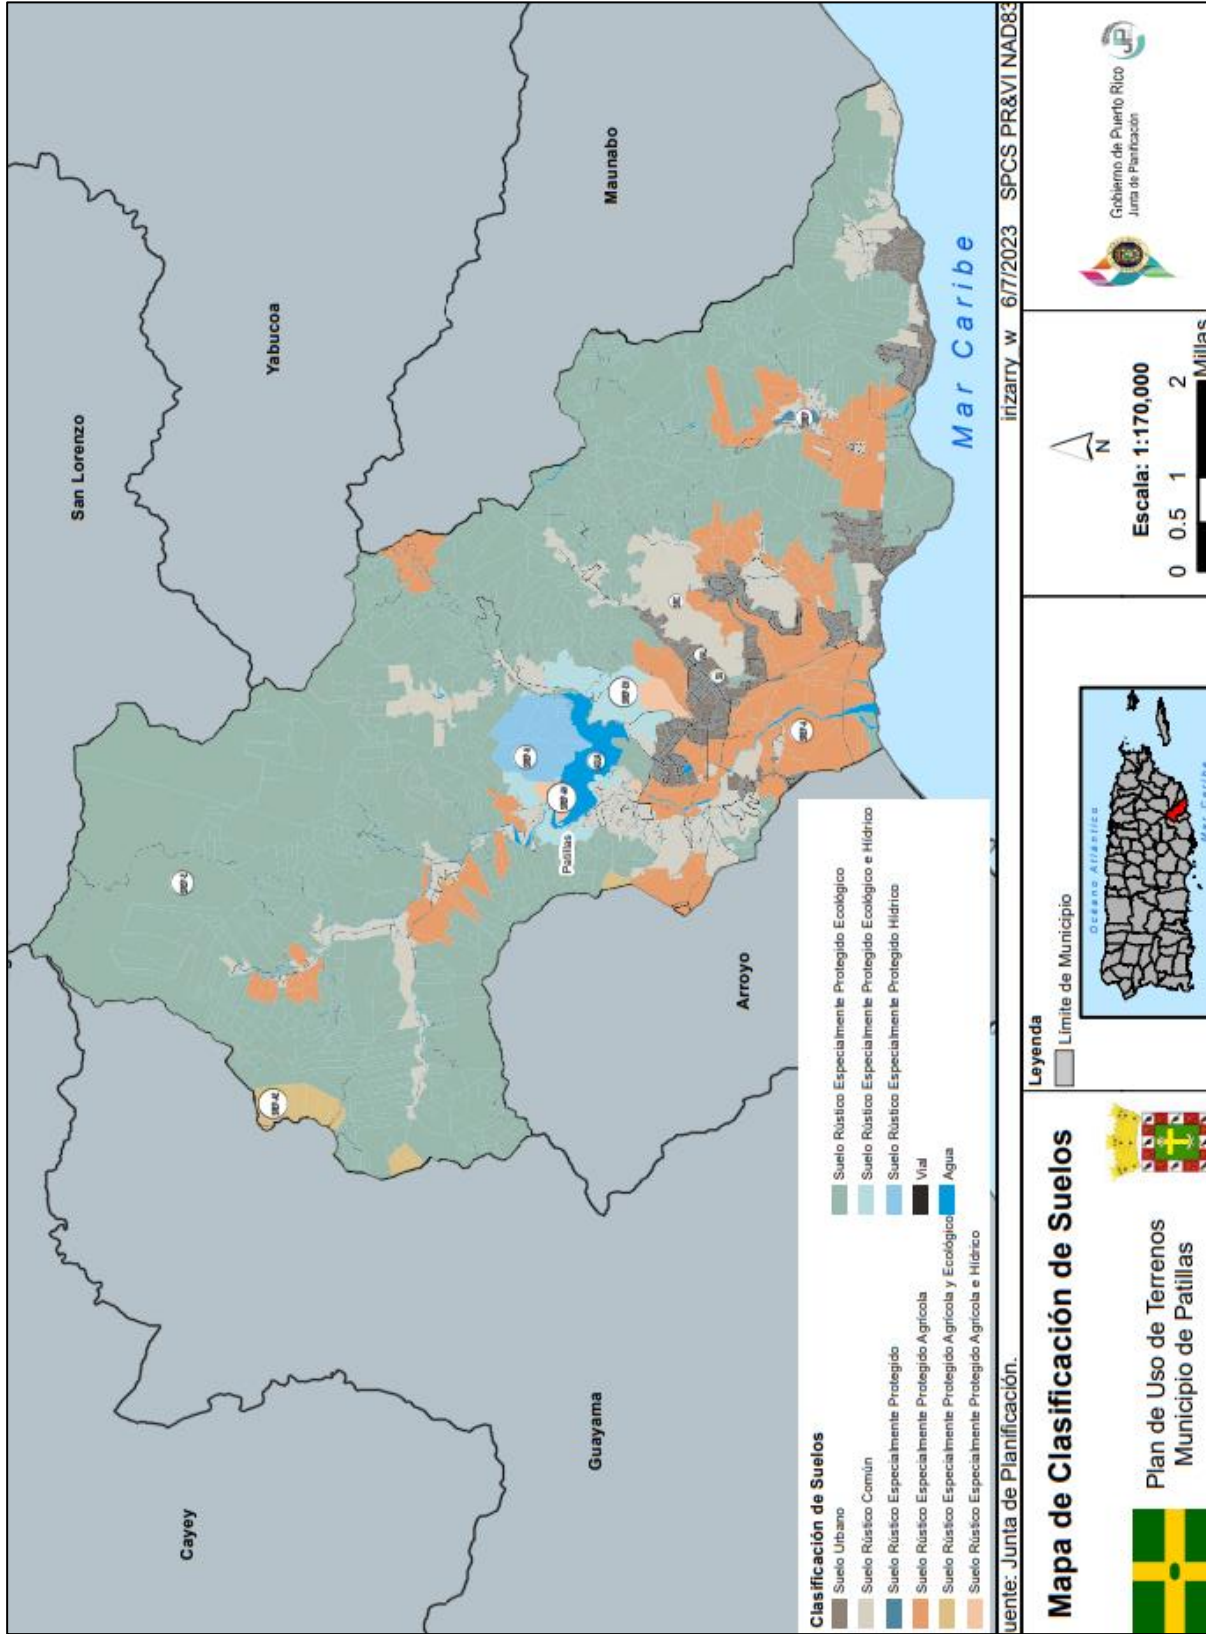 San Lorenzo
Yabucoa
Maunabo
Cayey
Guayama
Arroyo
Patillas
Mar Caribe
AGUA
Clasificación de Suelos
Suelo Urbano
Suelo Rústico Común
Suelo Rústico Especialmente Protegido
Suelo Rústico Especialmente Protegido Agrícola
Suelo Rústico Especialmente Protegido Agrícola y Ecológico
Suelo Rústico Especialmente Protegido Agrícola e Hídrico
Suelo Rústico Especialmente Protegido Ecológico
Suelo Rústico Especialmente Protegido Ecológico e Hídrico
Suelo Rústico Especialmente Protegido Hídrico
Vial
Agua
uente: Junta de Planificación.
irizarry_w 6/7/2023 SPCS PR&VI NAD83
Mapa de Clasificación de Suelos
Plan de Uso de Terrenos
Municipio de Patillas
Leyenda
Límite de Municipio
Océano Atlántico
Mar Caribe
N
Escala: 1:170,000
0 0.5 1 2
Millas
Gobierno de Puerto Rico
Junta de Planificación
JP